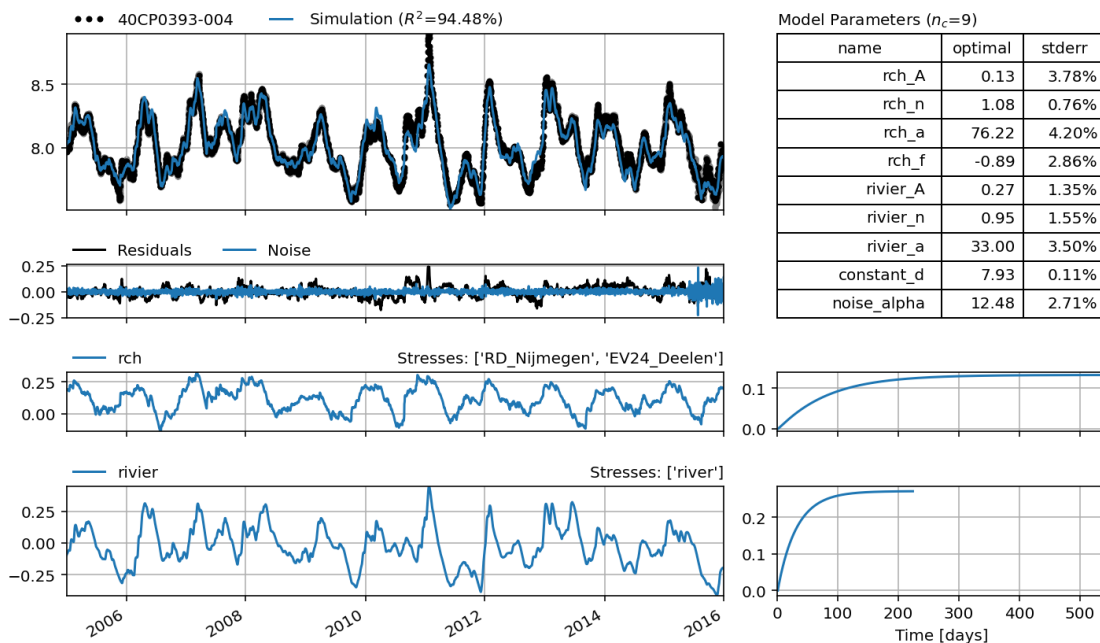 40CP0393-004 Simulation (R²=94.48%)
8.5
8.0
Residuals Noise
0.25
0.00
−0.25
rch Stresses: ['RD_Nijmegen', 'EV24_Deelen']
0.25
0.00
rivier Stresses: ['river']
0.25
0.00
−0.25
2006 2008 2010 2012 2014 2016
Model Parameters (n_c=9)
name optimal stderr
rch_A 0.13 3.78%
rch_n 1.08 0.76%
rch_a 76.22 4.20%
rch_f -0.89 2.86%
rivier_A 0.27 1.35%
rivier_n 0.95 1.55%
rivier_a 33.00 3.50%
constant_d 7.93 0.11%
noise_alpha 12.48 2.71%
0.1
0.0
0.2
0.1
0.0
0 100 200 300 400 500
Time [days]